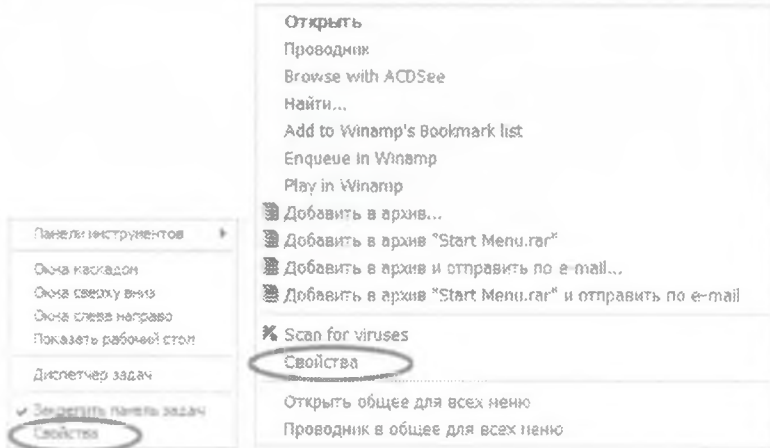 Панели инструментов
Окна каскадом
Окна сверху вниз
Окна слева направо
Показать рабочий стол
Диспетчер задач
Закрепить панель задач
Свойства
Открыть
Проводник
Browse with ACDSee
Найти...
Add to Winamp's Bookmark list
Enqueue in Winamp
Play in Winamp
Добавить в архив...
Добавить в архив "Start Menu.rar"
Добавить в архив и отправить по e-mail...
Добавить в архив "Start Menu.rar" и отправить по e-mail
Scan for viruses
Свойства
Открыть общее для всех меню
Проводник в общее для всех меню